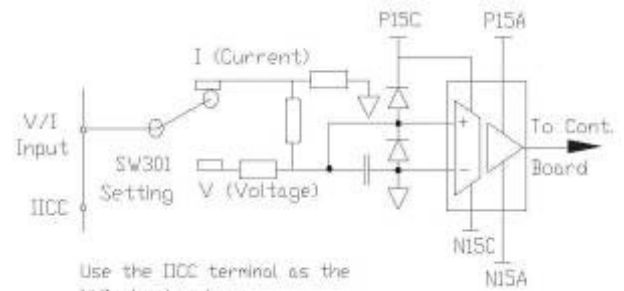 P15C P15A
I (Current)
V/I
Input
To Cont.
Board
SW301
Setting
V (Voltage)
IICC
+
-
N15C
N15A
Use the IICC terminal as the